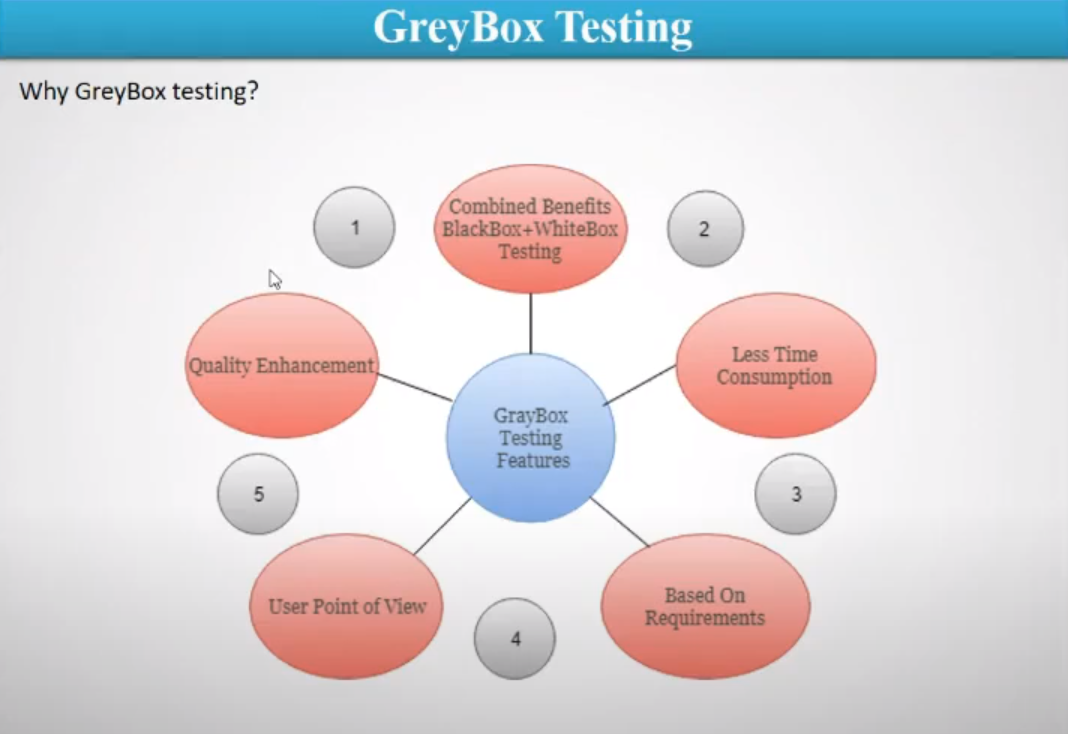 GreyBox Testing
Why GreyBox testing?
1
Combined Benefits
BlackBox+WhiteBox
Testing
2
Quality Enhancement
Less Time
Consumption
GrayBox
Testing
Features
5
3
User Point of View
Based On
Requirements
4